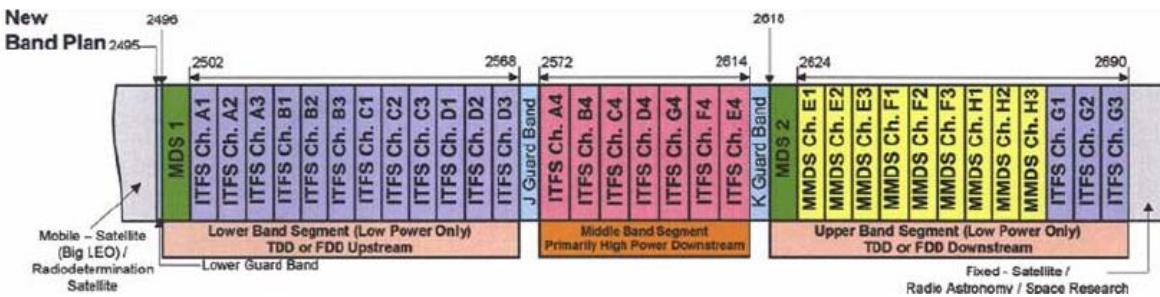 New
Band Plan
2495
2496
2618
2502
2568
2572
2614
2624
2690
MDS 1
ITFS Ch. A1
ITFS Ch. A2
ITFS Ch. A3
ITFS Ch. B1
ITFS Ch. B2
ITFS Ch. B3
ITFS Ch. C1
ITFS Ch. C2
ITFS Ch. C3
ITFS Ch. D1
ITFS Ch. D2
ITFS Ch. D3
J Guard Band
ITFS Ch. A4
ITFS Ch. B4
ITFS Ch. C4
ITFS Ch. D4
ITFS Ch. G4
ITFS Ch. F4
ITFS Ch. E4
K Guard Band
MDS 2
MMDS Ch. E1
MMDS Ch. E2
MMDS Ch. E3
MMDS Ch. F1
MMDS Ch. F2
MMDS Ch. F3
MMDS Ch. H1
MMDS Ch. H2
MMDS Ch. H3
ITFS Ch. G1
ITFS Ch. G2
ITFS Ch. G3
Lower Band Segment (Low Power Only)
TDD or FDD Upstream
Middle Band Segment
Primarily High Power Downstream
Upper Band Segment (Low Power Only)
TDD or FDD Downstream
Mobile – Satellite
(Big LEO) /
Radiodetermination
Satellite
Lower Guard Band
Fixed - Satellite /
Radio Astronomy / Space Research